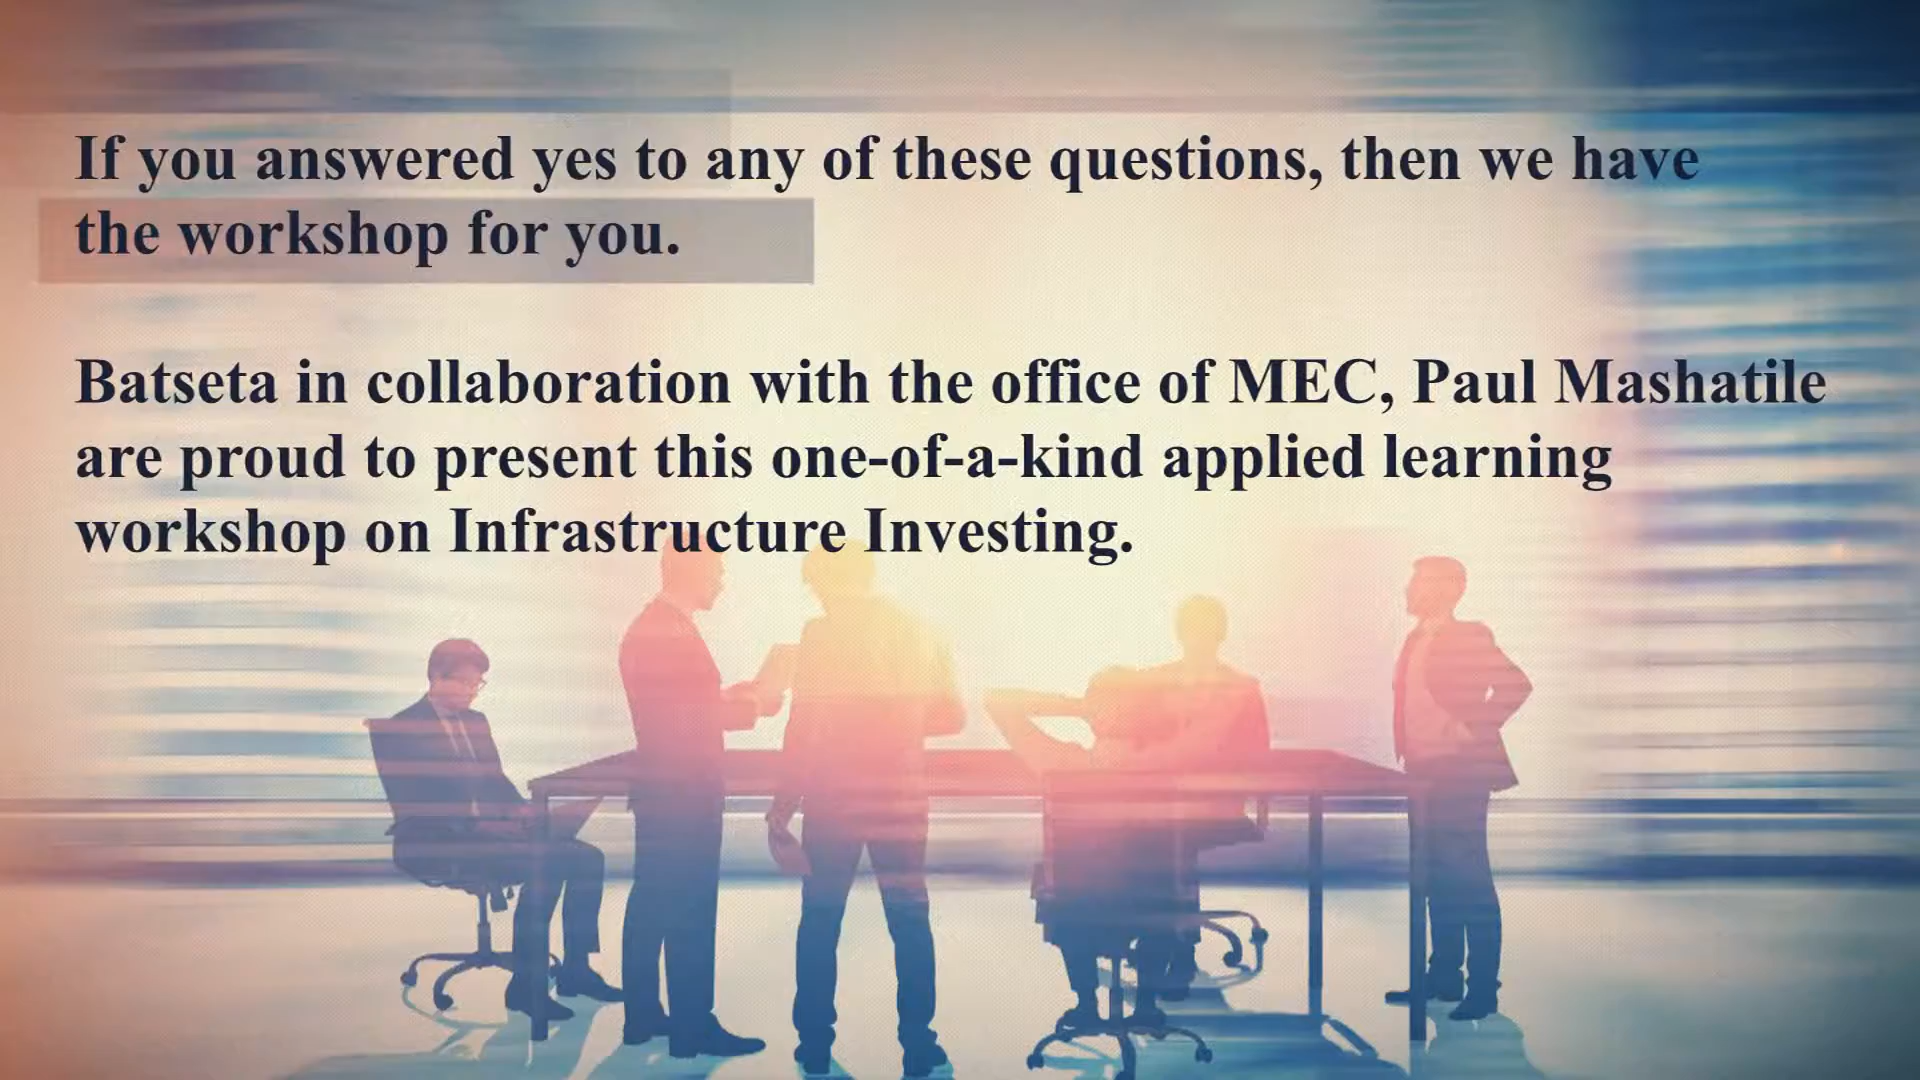 If you answered yes to any of these questions, then we have
the workshop for you.
Batseta in collaboration with the office of MEC, Paul Mashatile
are proud to present this one-of-a-kind applied learning
workshop on Infrastructure Investing.